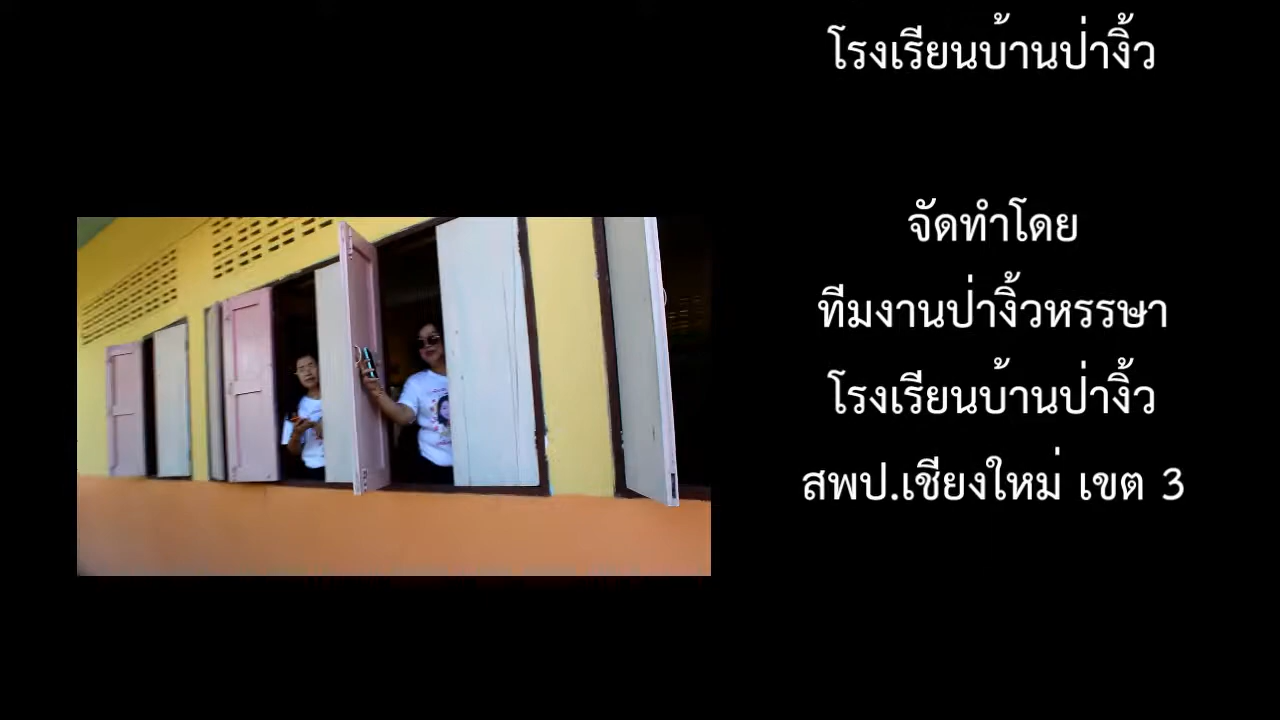 โรงเรียนบ้านป่างิ้ว
จัดทำโดย
ทีมงานป่างิ้วหรรษา
โรงเรียนบ้านป่างิ้ว
สพป.เชียงใหม่ เขต 3